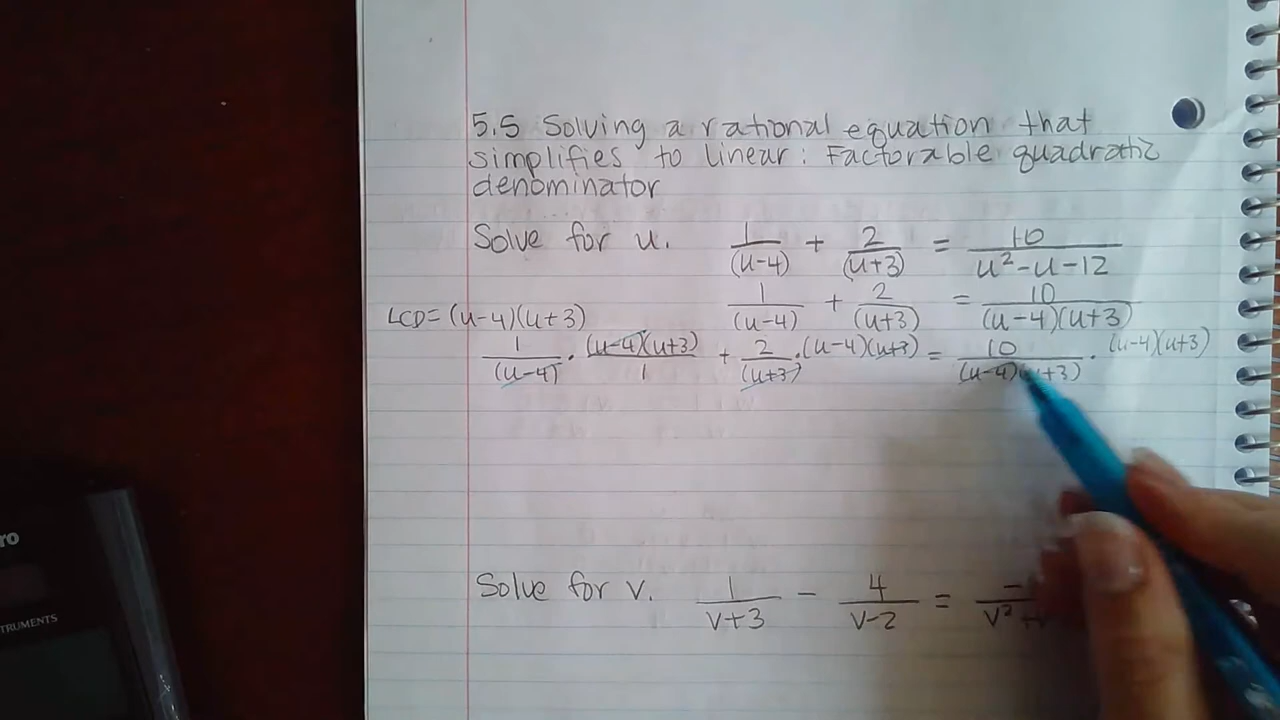 5.5 Solving a rational equation that
simplifies to linear: Factorable quadratic
denominator
Solve for u. 1/(u-4) + 2/(u+3) = 10/(u²-u-12)
1/(u-4) + 2/(u+3) = 10/((u-4)(u+3))
LCD=(u-4)(u+3)
1/(u-4) · (u-4)(u+3)/1 + 2/(u+3) · (u-4)(u+3) = 10/((u-4)(u+3)) · (u-4)(u+3)
Solve for v. 1/(v+3) - 4/(v-2) =
ro
TRUMENTS